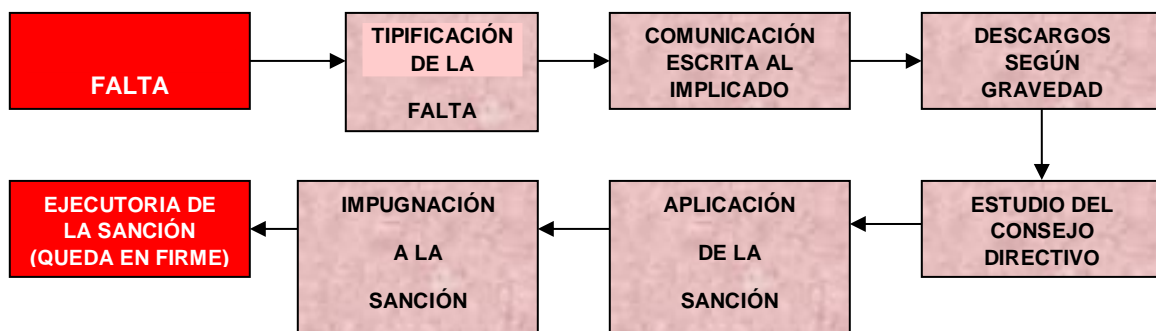 FALTA
TIPIFICACIÓN
DE LA
FALTA
COMUNICACIÓN
ESCRITA AL
IMPLICADO
DESCARGOS
SEGÚN
GRAVEDAD
ESTUDIO DEL
CONSEJO
DIRECTIVO
APLICACIÓN
DE LA
SANCIÓN
IMPUGNACIÓN
A LA
SANCIÓN
EJECUTORIA DE
LA SANCIÓN
(QUEDA EN FIRME)